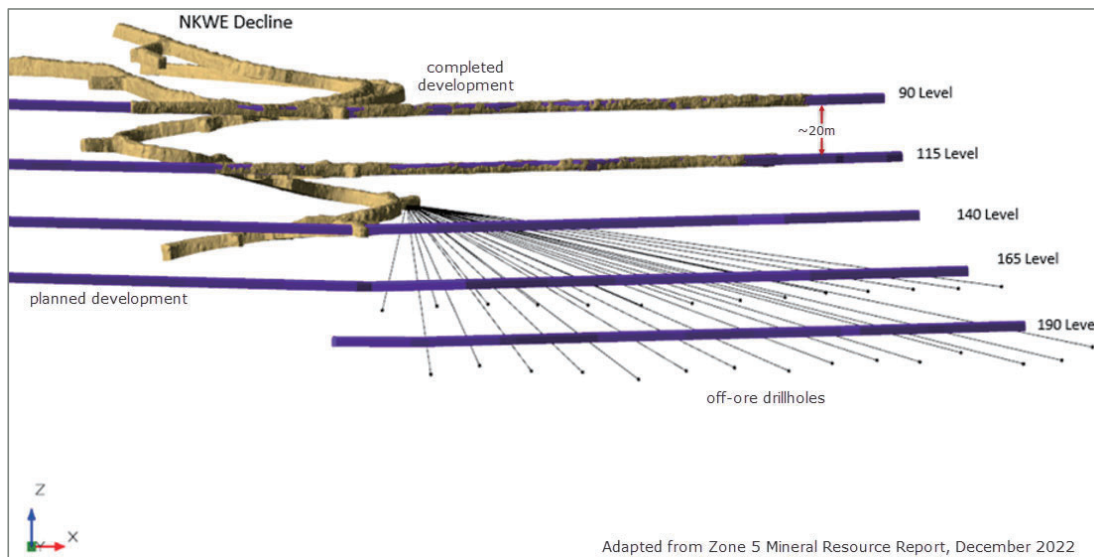 NKWE Decline
completed
development
90 Level
~20m
115 Level
140 Level
165 Level
planned development
190 Level
off-ore drillholes
Z
X
Y
Adapted from Zone 5 Mineral Resource Report, December 2022